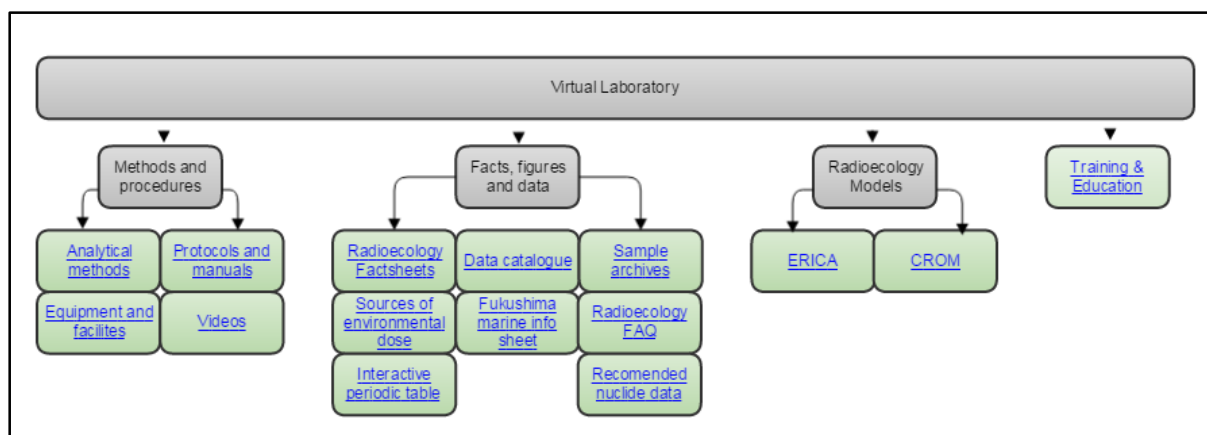 Virtual Laboratory
Methods and
procedures
Facts, figures
and data
Radioecology
Models
Training &
Education
Analytical
methods
Protocols and
manuals
Equipment and
facilites
Videos
Radioecology
Factsheets
Data catalogue
Sample
archives
Sources of
environmental
dose
Fukushima
marine info
sheet
Radioecology
FAQ
Interactive
periodic table
Recomended
nuclide data
ERICA
CROM